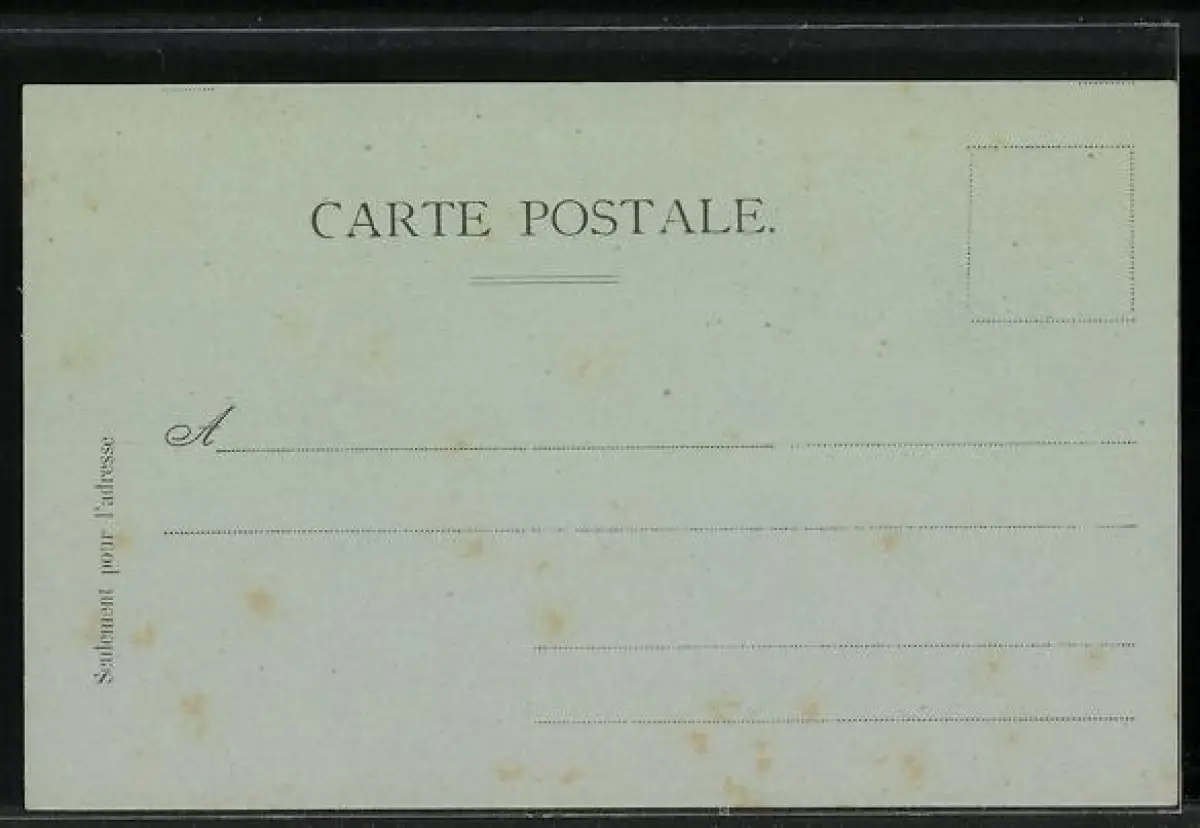 CARTE POSTALE.
A
Seulement pour l'adresse